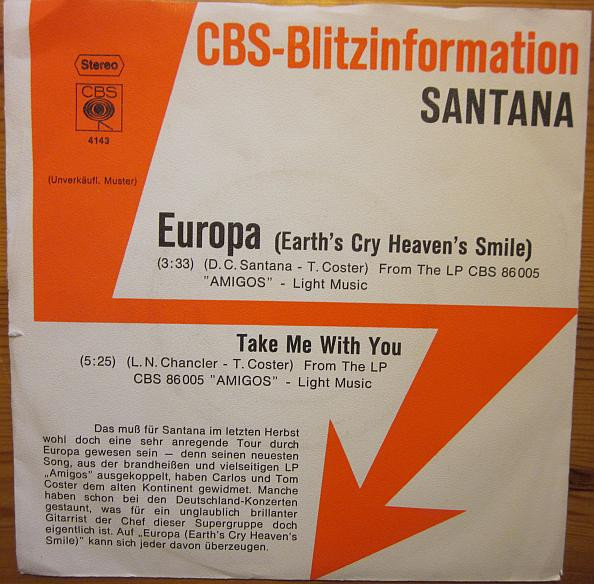 CBS-Blitzinformation
SANTANA
Stereo
CBS
4143
(Unverkäufl. Muster)
Europa (Earth's Cry Heaven's Smile)
(3:33) (D.C. Santana - T. Coster) From The LP CBS 86005
"AMIGOS" - Light Music
Take Me With You
(5:25) (L.N. Chancler - T. Coster) From The LP
CBS 86005 "AMIGOS" - Light Music
Das muß für Santana im letzten Herbst
wohl doch eine sehr anregende Tour durch
Europa gewesen sein — denn seinen neuesten
Song, aus der brandheißen und vielseitigen LP
„Amigos" ausgekoppelt, haben Carlos und Tom
Coster dem alten Kontinent gewidmet. Manche
haben schon bei den Deutschland-Konzerten
gestaunt, was für ein unglaublich brillanter
Gitarrist der Chef dieser Supergruppe doch
eigentlich ist. Auf „Europa (Earth's Cry Heaven's
Smile)" kann sich jeder davon überzeugen.